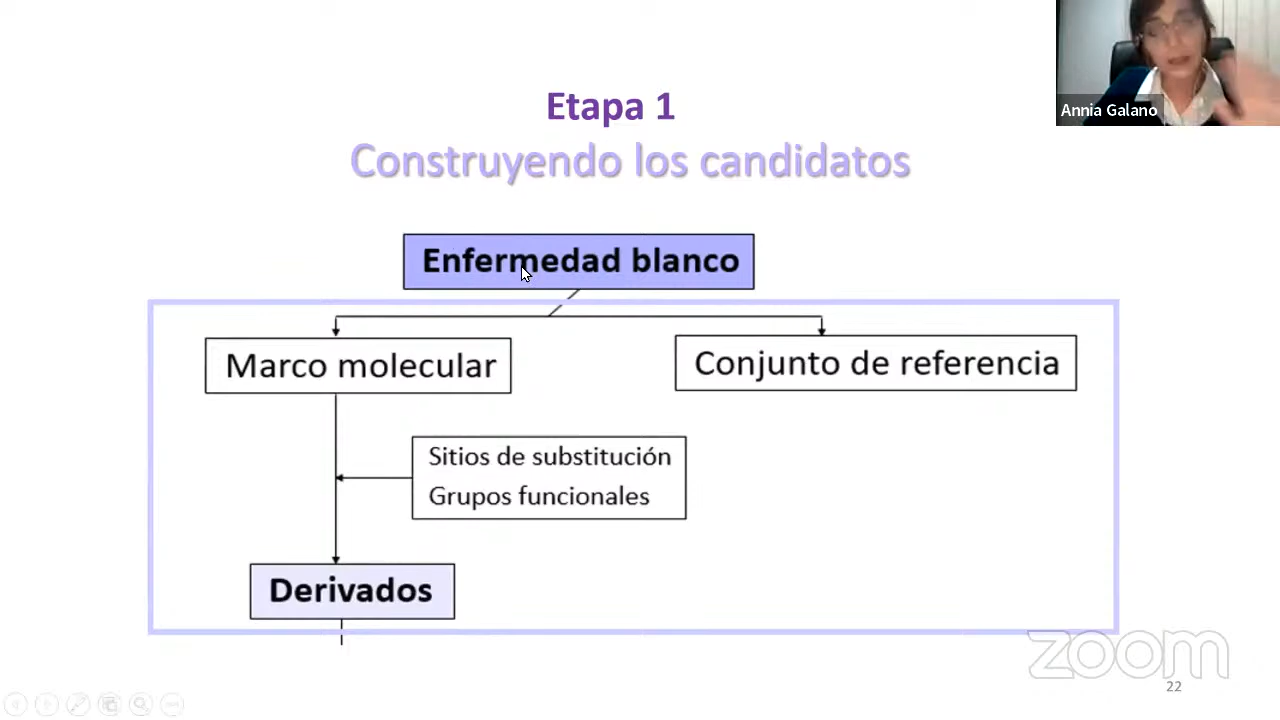 Annia Galano
Etapa 1
Construyendo los candidatos
Enfermedad blanco
Marco molecular
Conjunto de referencia
Sitios de substitución
Grupos funcionales
Derivados
zoom
22